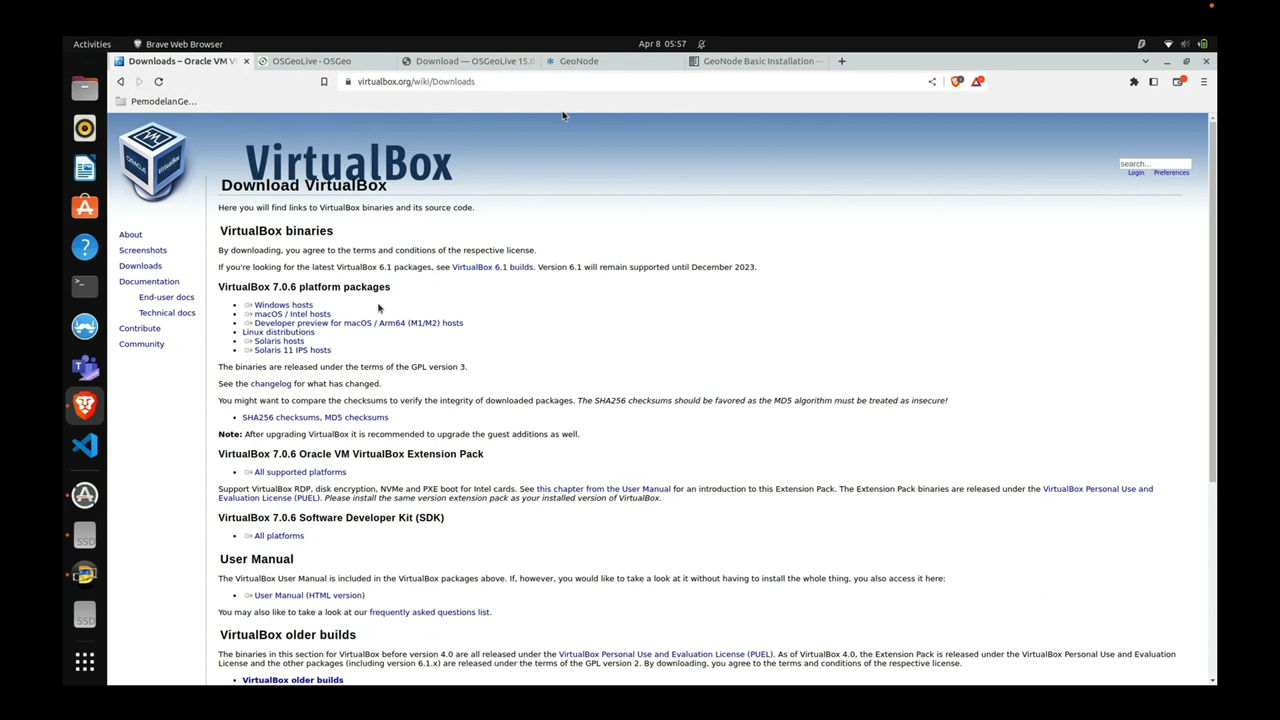 Activities
Brave Web Browser
Apr 8 05:57
Downloads – Oracle VM Vi
OSGeoLive - OSGeo
Download — OSGeoLive 15.0
GeoNode
GeoNode Basic Installation —
virtualbox.org/wiki/Downloads
PemodelanGe...
ORACLE
VM
VirtualBox
VirtualBox
search...
Login
Preferences
About
Screenshots
Downloads
Documentation
End-user docs
Technical docs
Contribute
Community
Download VirtualBox
Here you will find links to VirtualBox binaries and its source code.
VirtualBox binaries
By downloading, you agree to the terms and conditions of the respective license.
If you're looking for the latest VirtualBox 6.1 packages, see VirtualBox 6.1 builds. Version 6.1 will remain supported until December 2023.
VirtualBox 7.0.6 platform packages
Windows hosts
macOS / Intel hosts
Developer preview for macOS / Arm64 (M1/M2) hosts
Linux distributions
Solaris hosts
Solaris 11 IPS hosts
The binaries are released under the terms of the GPL version 3.
See the changelog for what has changed.
You might want to compare the checksums to verify the integrity of downloaded packages. The SHA256 checksums should be favored as the MD5 algorithm must be treated as insecure!
SHA256 checksums, MD5 checksums
Note: After upgrading VirtualBox it is recommended to upgrade the guest additions as well.
VirtualBox 7.0.6 Oracle VM VirtualBox Extension Pack
All supported platforms
Support VirtualBox RDP, disk encryption, NVMe and PXE boot for Intel cards. See this chapter from the User Manual for an introduction to this Extension Pack. The Extension Pack binaries are released under the VirtualBox Personal Use and
Evaluation License (PUEL). Please install the same version extension pack as your installed version of VirtualBox.
VirtualBox 7.0.6 Software Developer Kit (SDK)
All platforms
User Manual
The VirtualBox User Manual is included in the VirtualBox packages above. If, however, you would like to take a look at it without having to install the whole thing, you also access it here:
User Manual (HTML version)
You may also like to take a look at our frequently asked questions list.
VirtualBox older builds
The binaries in this section for VirtualBox before version 4.0 are all released under the VirtualBox Personal Use and Evaluation License (PUEL). As of VirtualBox 4.0, the Extension Pack is released under the VirtualBox Personal Use and Evaluation
License and the other packages (including version 6.1.x) are released under the terms of the GPL version 2. By downloading, you agree to the terms and conditions of the respective license.
VirtualBox older builds
SSD
SSD